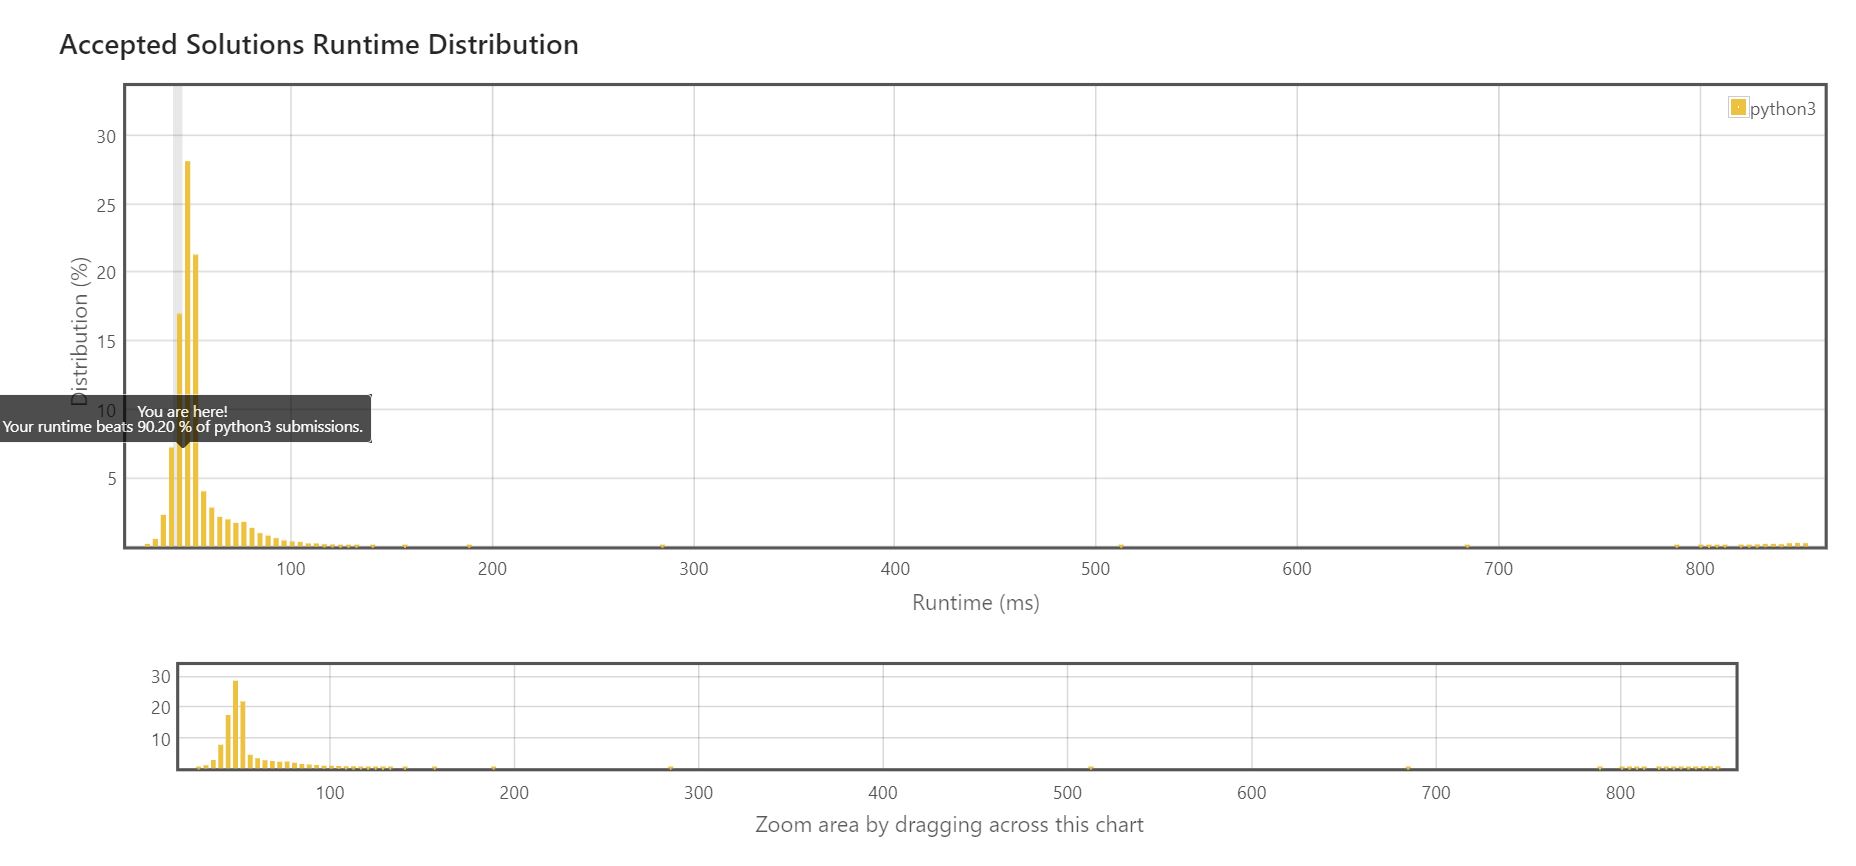 Accepted Solutions Runtime Distribution
python3
30
25
20
15
10
5
Distribution (%)
You are here!
Your runtime beats 90.20 % of python3 submissions.
100 200 300 400 500 600 700 800
Runtime (ms)
30
20
10
100 200 300 400 500 600 700 800
Zoom area by dragging across this chart